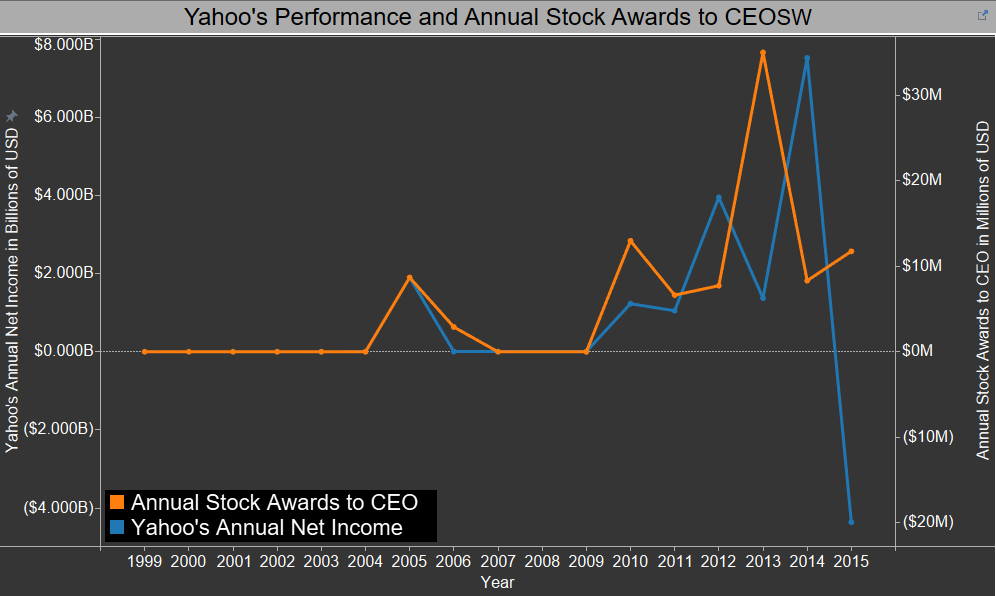 Yahoo's Performance and Annual Stock Awards to CEOSW
$8.000B
$6.000B
$4.000B
$2.000B
$0.000B
($2.000B)
($4.000B)
Yahoo's Annual Net Income in Billions of USD
$30M
$20M
$10M
$0M
($10M)
($20M)
Annual Stock Awards to CEO in Millions of USD
Annual Stock Awards to CEO
Yahoo's Annual Net Income
1999 2000 2001 2002 2003 2004 2005 2006 2007 2008 2009 2010 2011 2012 2013 2014 2015
Year